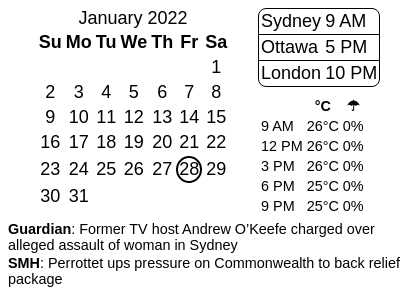 January 2022
Su Mo Tu We Th Fr Sa
1
2 3 4 5 6 7 8
9 10 11 12 13 14 15
16 17 18 19 20 21 22
23 24 25 26 27 28 29
30 31
Sydney 9 AM
Ottawa 5 PM
London 10 PM
°C ☂
9 AM 26°C 0%
12 PM 26°C 0%
3 PM 26°C 0%
6 PM 25°C 0%
9 PM 25°C 0%
Guardian: Former TV host Andrew O’Keefe charged over
alleged assault of woman in Sydney
SMH: Perrottet ups pressure on Commonwealth to back relief
package